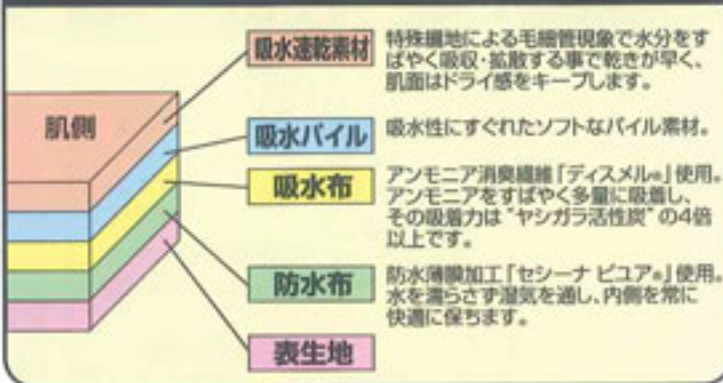 肌側
吸水速乾素材
特殊編地による毛細管現象で水分をす
ばやく吸収・拡散する事で乾きが早く、
肌面はドライ感をキープします。
吸水パイル
吸水性にすぐれたソフトなパイル素材。
吸水布
アンモニア消臭繊維「ディスメル®」使用。
アンモニアをすばやく多量に吸着し、
その吸着力は“ヤシガラ活性炭”の4倍
以上です。
防水布
防水薄膜加工「セシーナ ピュア®」使用。
水を漏らさず湿気を通し、内側を常に
快適に保ちます。
表生地